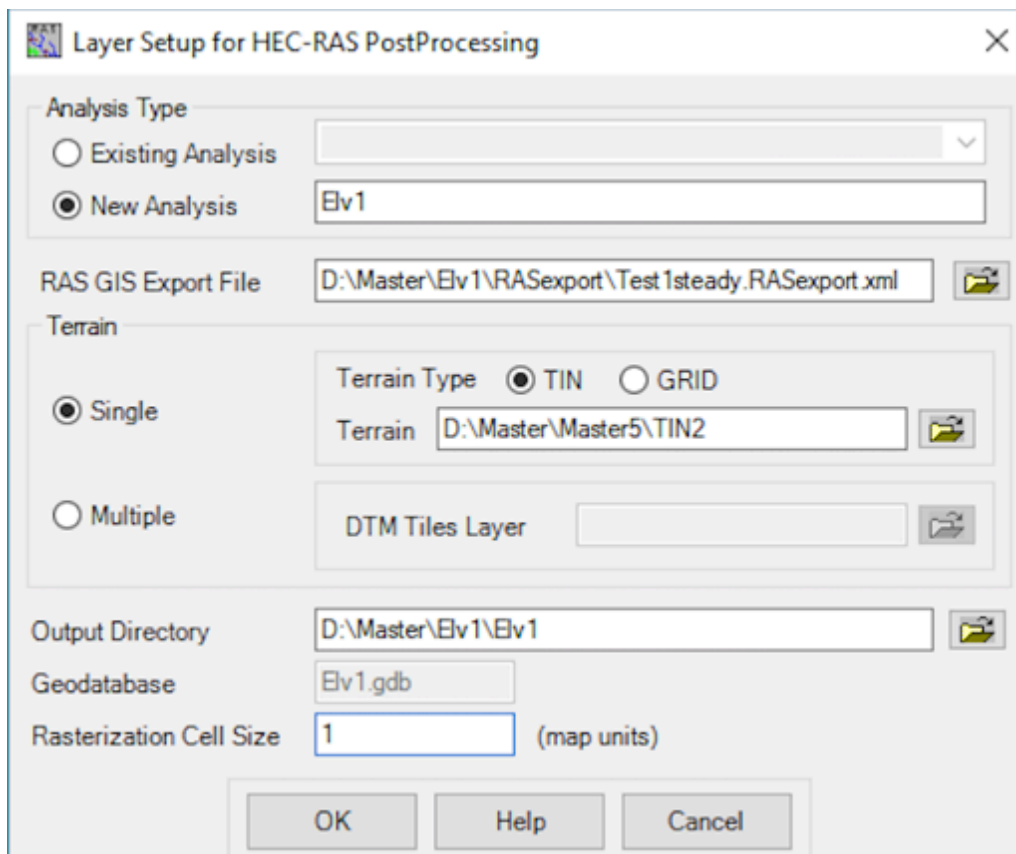 Layer Setup for HEC-RAS PostProcessing
Analysis Type
Existing Analysis
New Analysis Elv1
RAS GIS Export File D:\Master\Elv1\RASexport\Test1steady.RASexport.xml
Terrain
Terrain Type TIN GRID
Single
Terrain D:\Master\Master5\TIN2
Multiple
DTM Tiles Layer
Output Directory D:\Master\Elv1\Elv1
Geodatabase Elv1.gdb
Rasterization Cell Size 1 (map units)
OK Help Cancel